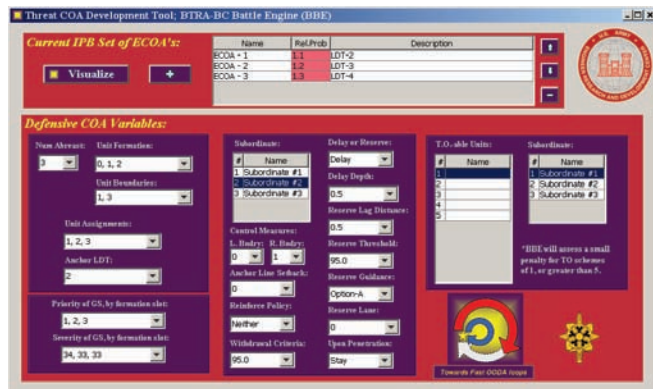 Threat COA Development Tool; BTRA-BC Battle Engine (BBE)
Current IPB Set of ECOA's:
Visualize
+
Name Rel.Prob Description
ECOA - 1 1.1 LDT-2
ECOA - 2 1.2 LDT-3
ECOA - 3 1.3 LDT-4
U.S. ARMY
Defensive COA Variables:
Num Abreast: Unit Formation:
3 0, 1, 2
Unit Boundaries:
1, 3
Unit Assignments:
1, 2, 3
Anchor LDT:
2
Priority of GS, by formation slot:
1, 2, 3
Severity of GS, by formation slot:
34, 33, 33
Subordinate:
# Name
1 Subordinate #1
2 Subordinate #2
3 Subordinate #3
Control Measures:
L. Bndry: R. Bndry:
0 1
Anchor Line Setback:
0
Reinforce Policy:
Neither
Withdrawal Criteria:
95.0
Delay or Reserve:
Delay
Delay Depth:
0.5
Reserve Lag Distance:
0.5
Reserve Threshold:
95.0
Reserve Guidance:
Option-A
Reserve Lane:
0
Upon Penetration:
Stay
T.O. able Units:
# Name
1
2
3
4
5
Subordinate:
# Name
1 Subordinate #1
2 Subordinate #2
3 Subordinate #3
*BBE will assess a small
penalty for TO schemes
of 1, or greater than 5.
Towards Fast OODA loops